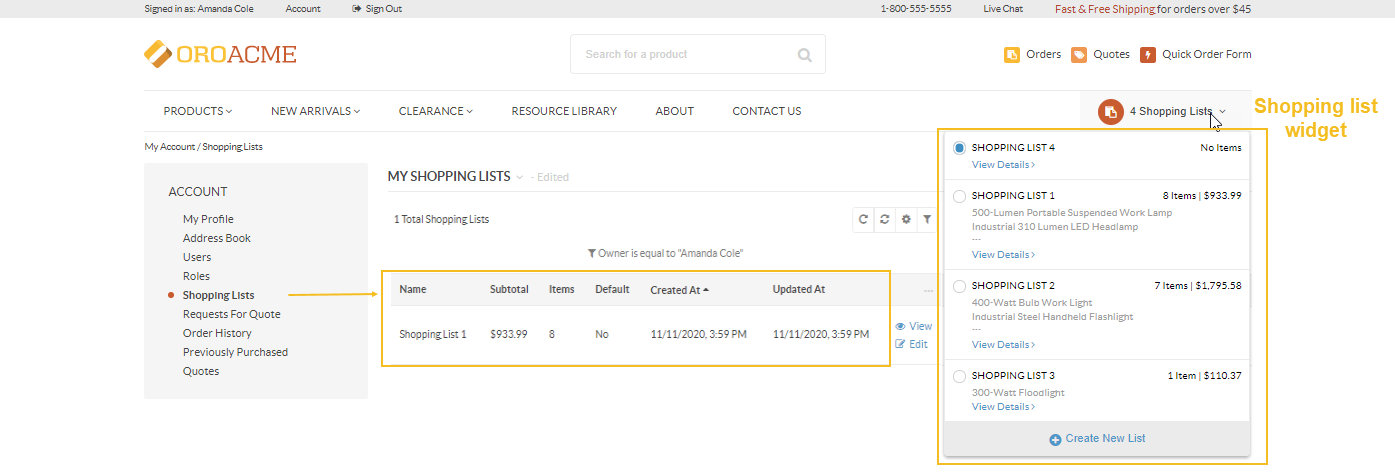 Signed in as: Amanda Cole Account Sign Out 1-800-555-5555 Live Chat Fast & Free Shipping for orders over $45
OROACME Search for a product Orders Quotes Quick Order Form
PRODUCTS NEW ARRIVALS CLEARANCE RESOURCE LIBRARY ABOUT CONTACT US 4 Shopping Lists
Shopping list
widget
My Account / Shopping Lists
ACCOUNT
My Profile
Address Book
Users
Roles
Shopping Lists
Requests For Quote
Order History
Previously Purchased
Quotes
MY SHOPPING LISTS - Edited
1 Total Shopping Lists
Owner is equal to "Amanda Cole"
Name Subtotal Items Default Created At Updated At ...
Shopping List 1 $933.99 8 No 11/11/2020, 3:59 PM 11/11/2020, 3:59 PM
View
Edit
SHOPPING LIST 4 No Items
View Details >
SHOPPING LIST 1 8 Items | $933.99
500-Lumen Portable Suspended Work Lamp
Industrial 310 Lumen LED Headlamp
...
View Details >
SHOPPING LIST 2 7 Items | $1,795.58
400-Watt Bulb Work Light
Industrial Steel Handheld Flashlight
...
View Details >
SHOPPING LIST 3 1 Item | $110.37
300-Watt Floodlight
View Details >
Create New List